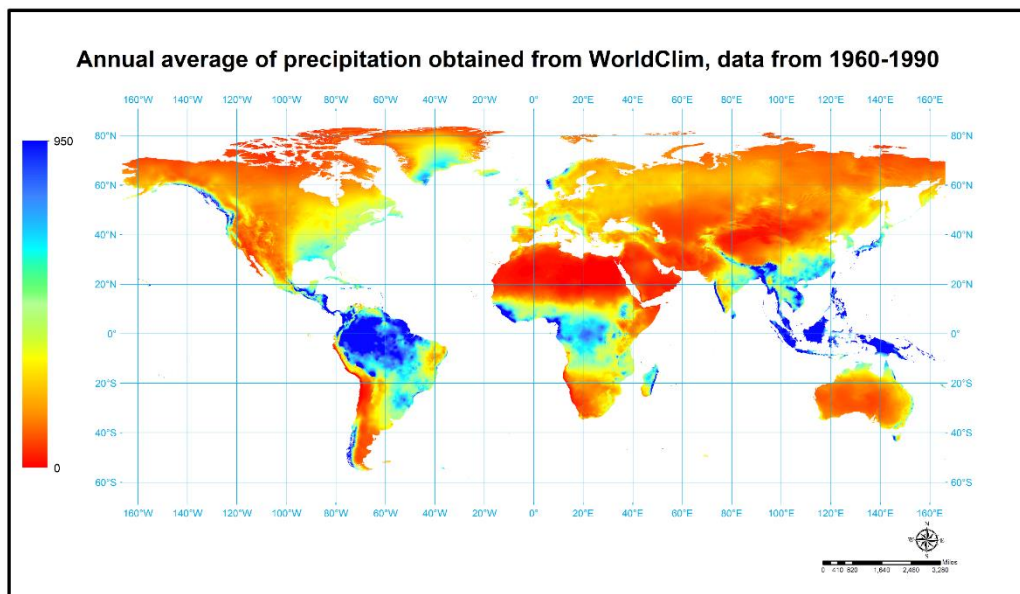 Annual average of precipitation obtained from WorldClim, data from 1960-1990
160°W 140°W 120°W 100°W 80°W 60°W 40°W 20°W 0° 20°E 40°E 60°E 80°E 100°E 120°E 140°E 160°E
950
80°N 80°N
60°N 60°N
40°N 40°N
20°N 20°N
0° 0°
20°S 20°S
0
40°S 40°S
60°S 60°S
160°W 140°W 120°W 100°W 80°W 60°W 40°W 20°W 0° 20°E 40°E 60°E 80°E 100°E 120°E 140°E 160°E
N
W E
S
Miles
0 410 820 1,640 2,460 3,280